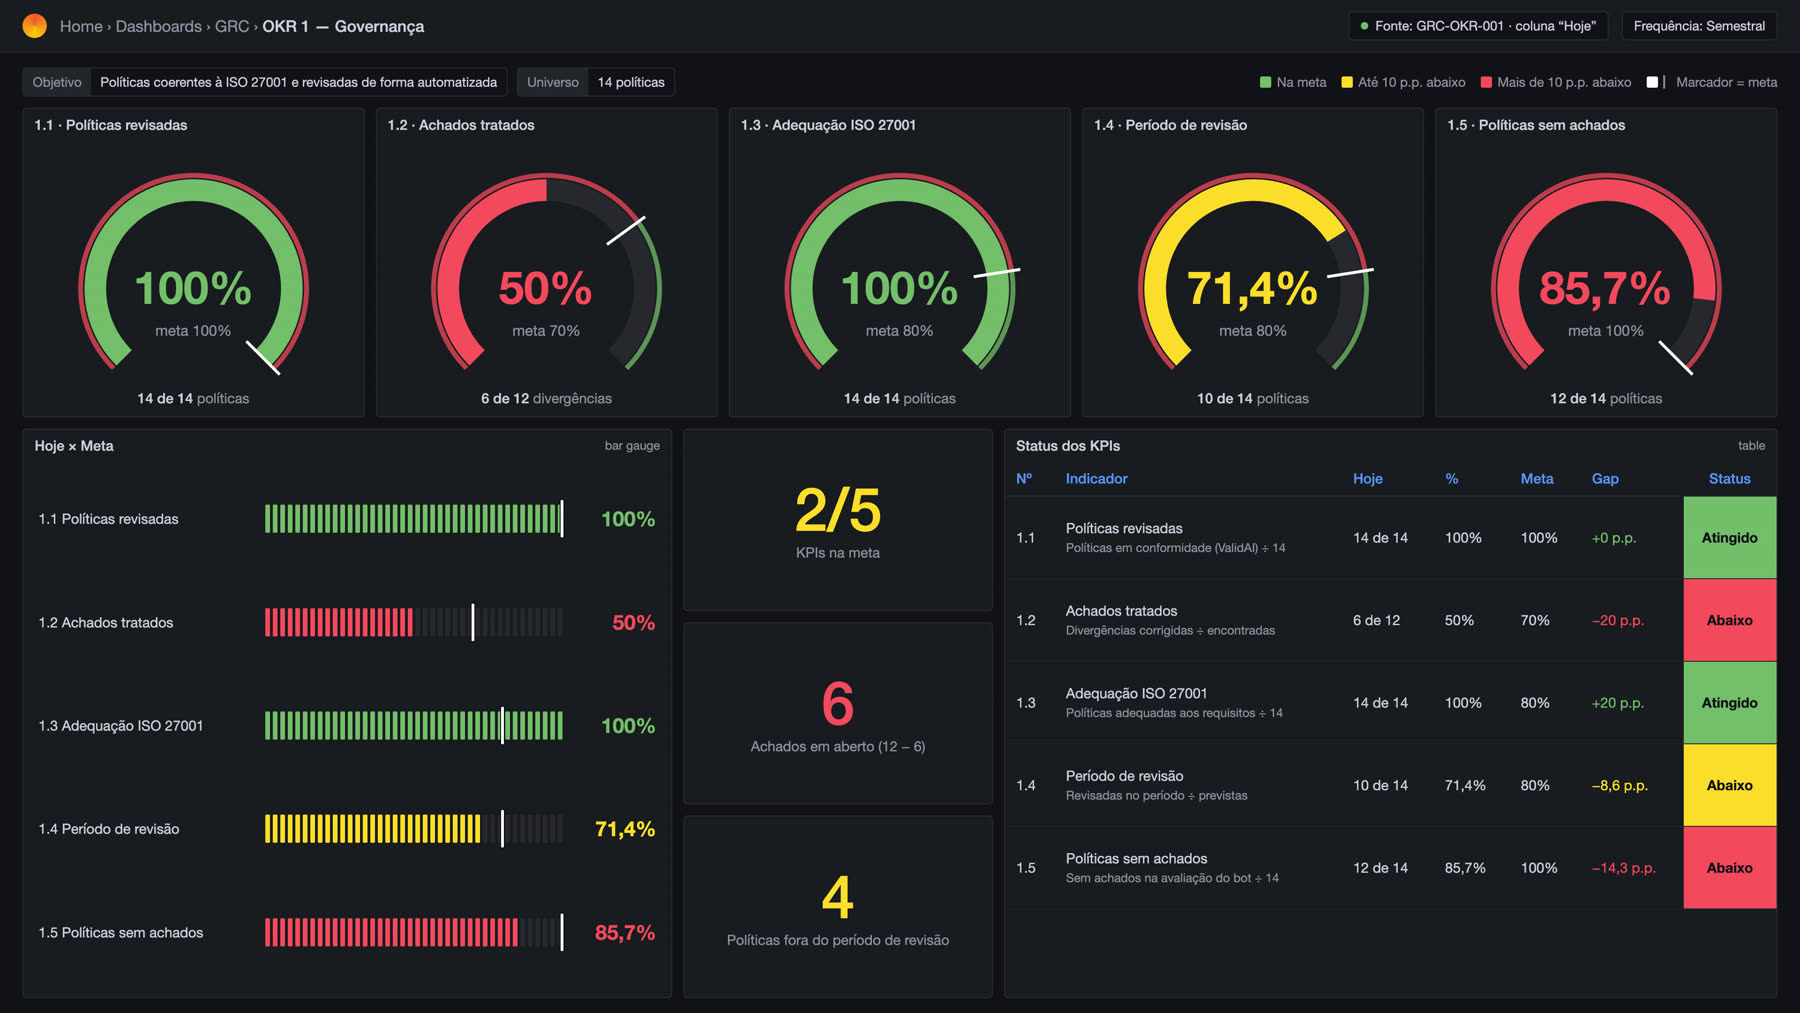 Home › Dashboards › GRC › OKR 1 — Governança
Fonte: GRC-OKR-001 · coluna “Hoje”
Frequência: Semestral
Objetivo
Políticas coerentes à ISO 27001 e revisadas de forma automatizada
Universo
14 políticas
Na meta
Até 10 p.p. abaixo
Mais de 10 p.p. abaixo
Marcador = meta
1.1 · Políticas revisadas
100%
meta 100%
14 de 14 políticas
1.2 · Achados tratados
50%
meta 70%
6 de 12 divergências
1.3 · Adequação ISO 27001
100%
meta 80%
14 de 14 políticas
1.4 · Período de revisão
71,4%
meta 80%
10 de 14 políticas
1.5 · Políticas sem achados
85,7%
meta 100%
12 de 14 políticas
Hoje × Meta
bar gauge
1.1 Políticas revisadas
100%
1.2 Achados tratados
50%
1.3 Adequação ISO 27001
100%
1.4 Período de revisão
71,4%
1.5 Políticas sem achados
85,7%
2/5
KPIs na meta
6
Achados em aberto (12 − 6)
4
Políticas fora do período de revisão
Status dos KPIs
table
Nº Indicador Hoje % Meta Gap Status
1.1 Políticas revisadas 14 de 14 100% 100% +0 p.p. Atingido
Políticas em conformidade (ValidAI) ÷ 14
1.2 Achados tratados 6 de 12 50% 70% −20 p.p. Abaixo
Divergências corrigidas ÷ encontradas
1.3 Adequação ISO 27001 14 de 14 100% 80% +20 p.p. Atingido
Políticas adequadas aos requisitos ÷ 14
1.4 Período de revisão 10 de 14 71,4% 80% −8,6 p.p. Abaixo
Revisadas no período ÷ previstas
1.5 Políticas sem achados 12 de 14 85,7% 100% −14,3 p.p. Abaixo
Sem achados na avaliação do bot ÷ 14